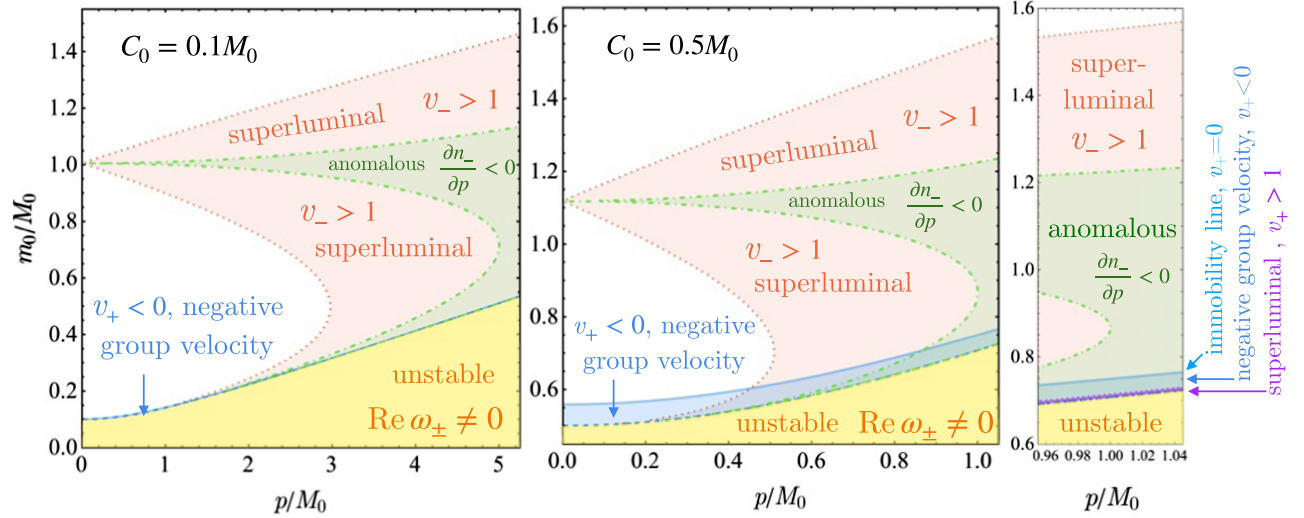 C₀ = 0.1M₀
v₋ > 1
superluminal
anomalous ∂n₋/∂p < 0
v₋ > 1
superluminal
v₊ < 0, negative
group velocity
unstable
Re ω± ≠ 0
m₀/M₀
1.4
1.2
1.0
0.8
0.6
0.4
0.2
0.0
0 1 2 3 4 5
p/M₀
C₀ = 0.5M₀
v₋ > 1
superluminal
anomalous ∂n₋/∂p < 0
v₋ > 1
superluminal
v₊ < 0, negative
group velocity
unstable Re ω± ≠ 0
1.6
1.4
1.2
1.0
0.8
0.6
0.0 0.2 0.4 0.6 0.8 1.0
p/M₀
super-
luminal
v₋ > 1
anomalous
∂n₋/∂p < 0
unstable
1.6
1.4
1.2
1.0
0.8
0.6
0.96 0.98 1.00 1.02 1.04
p/M₀
immobility line, v₊=0
negative group velocity, v₊<0
superluminal , v₊ > 1